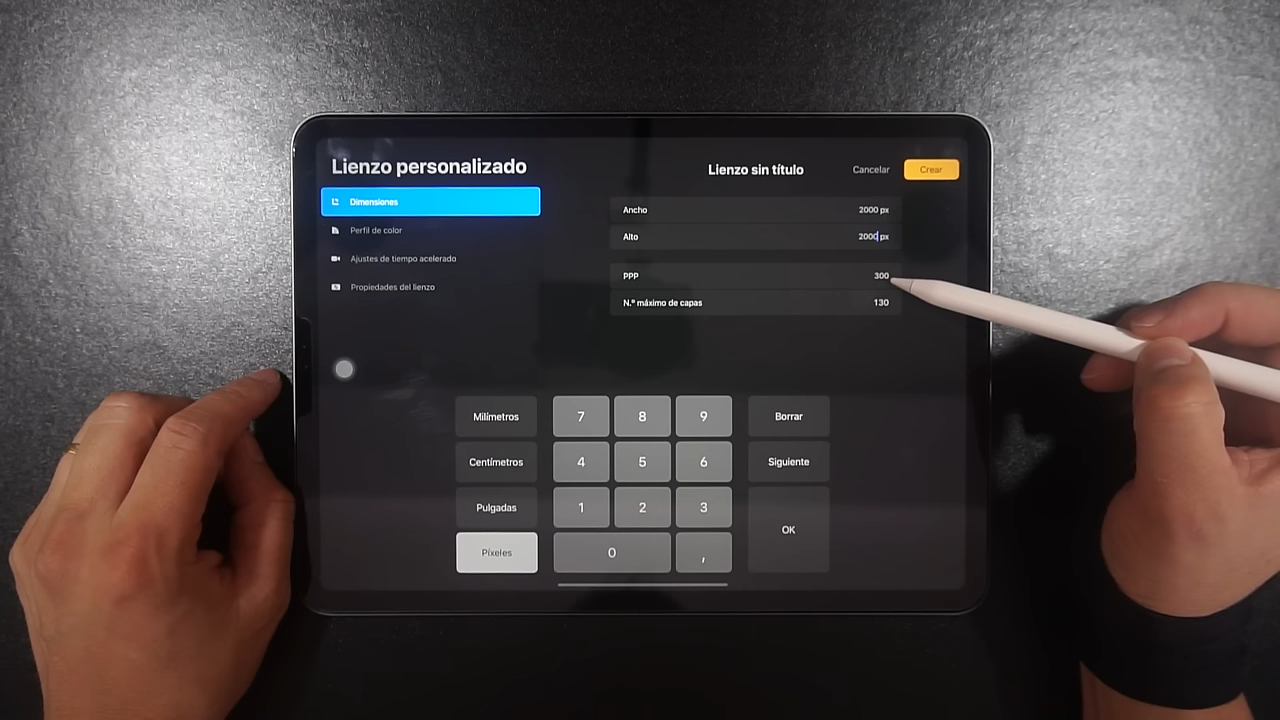 Lienzo personalizado
Lienzo sin título
Cancelar
Crear
Dimensiones
Perfil de color
Ajustes de tiempo acelerado
Propiedades del lienzo
Ancho 2000 px
Alto 2000 px
PPP 300
N.º máximo de capas 130
Milímetros 7 8 9 Borrar
Centímetros 4 5 6 Siguiente
Pulgadas 1 2 3
OK
Píxeles 0 ,